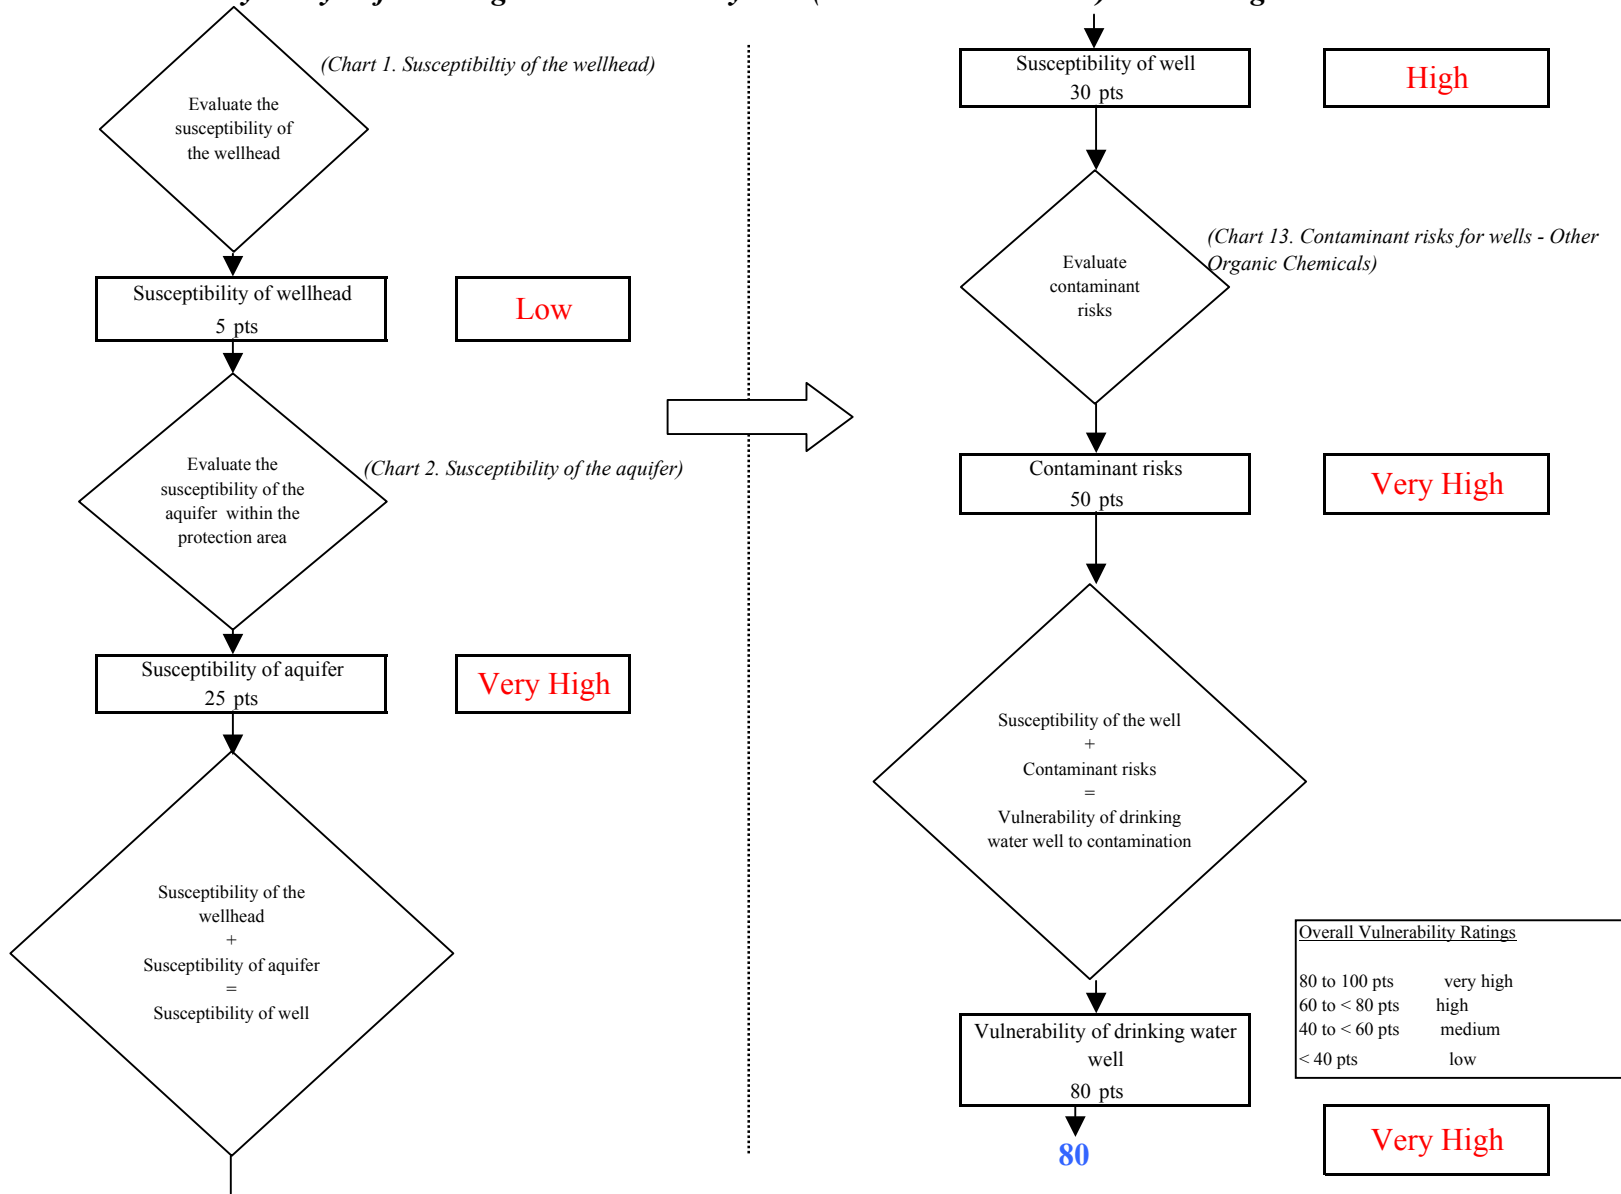 (Chart 1. Susceptibiltiy of the wellhead)
Evaluate the
susceptibility of
the wellhead
Susceptibility of wellhead
5 pts
Low
Evaluate the
susceptibility of the
aquifer within the
protection area
(Chart 2. Susceptibility of the aquifer)
Susceptibility of aquifer
25 pts
Very High
Susceptibility of the
wellhead
+
Susceptibility of aquifer
=
Susceptibility of well
Susceptibility of well
30 pts
High
(Chart 13. Contaminant risks for wells - Other
Organic Chemicals)
Evaluate
contaminant
risks
Contaminant risks
50 pts
Very High
Susceptibility of the well
+
Contaminant risks
=
Vulnerability of drinking
water well to contamination
Overall Vulnerability Ratings
80 to 100 pts very high
60 to < 80 pts high
40 to < 60 pts medium
< 40 pts low
Vulnerability of drinking water
well
80 pts
80
Very High